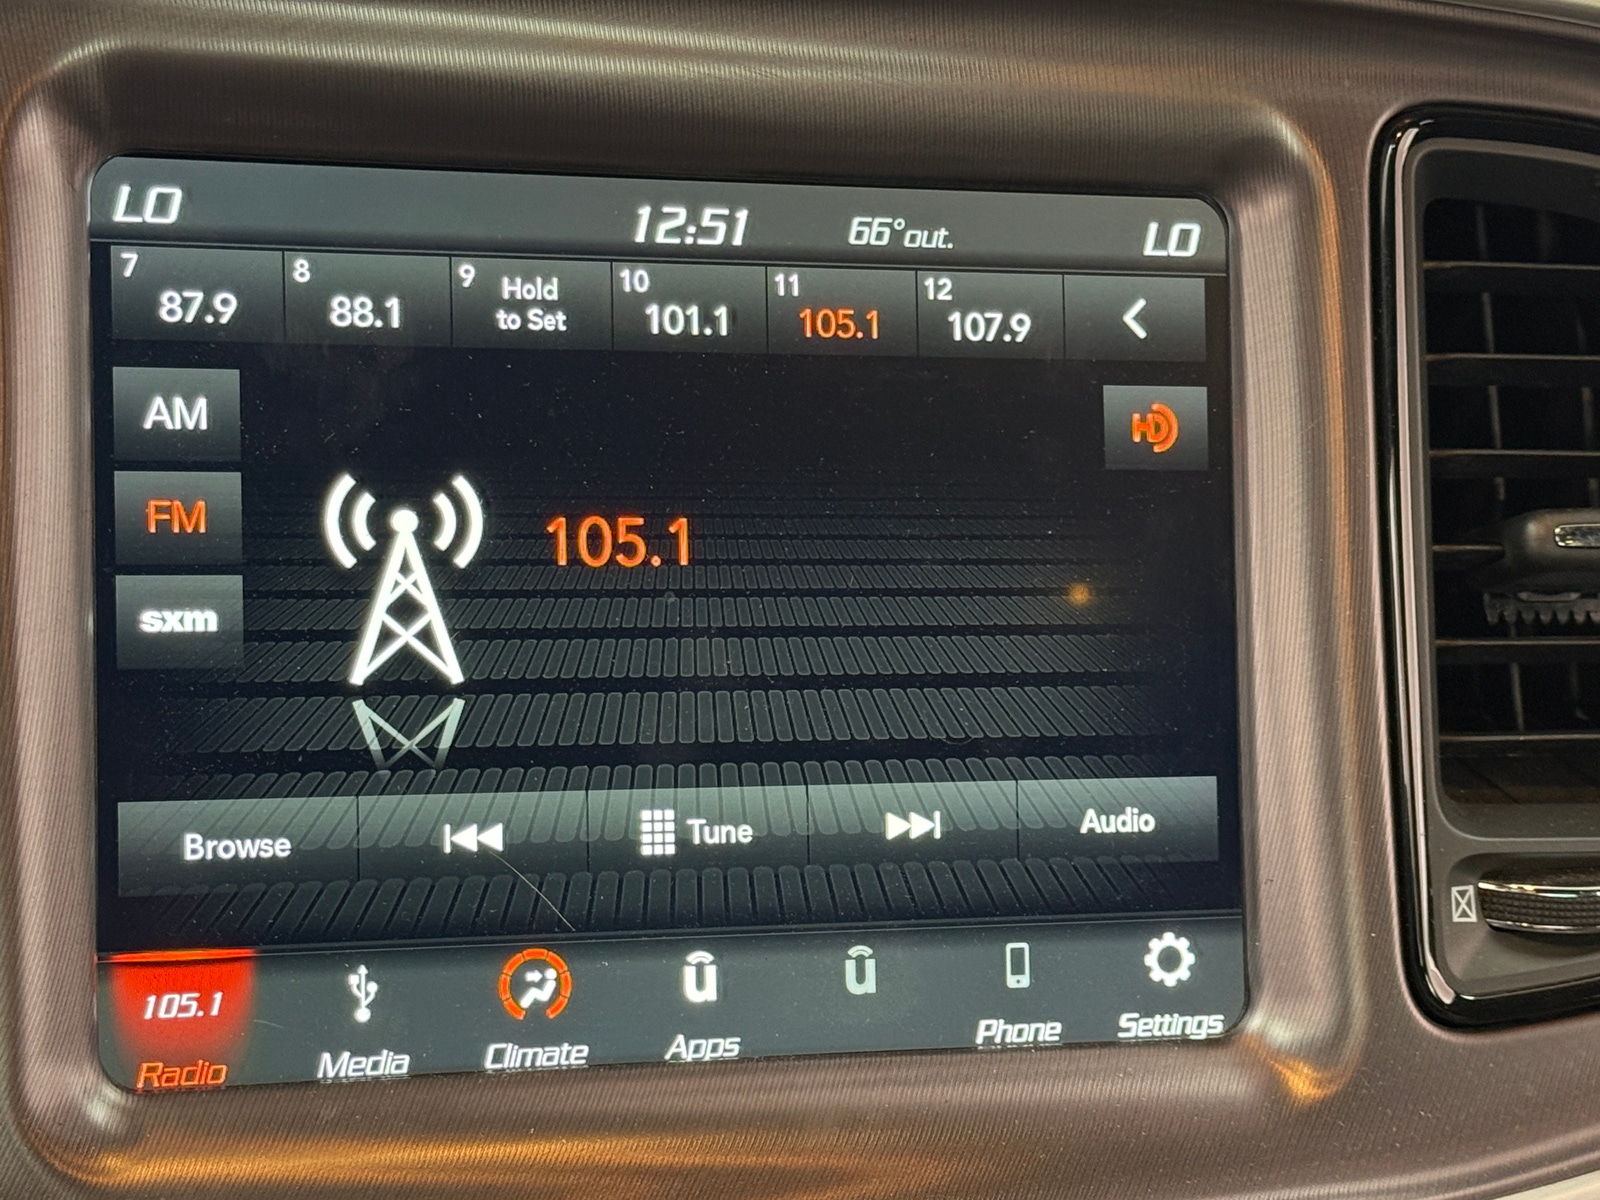 LO 12:51 66°out. LO
7 87.9
8 88.1
9 Hold
to Set
10 101.1
11 105.1
12 107.9
AM
HD
FM
105.1
sxm
Browse
Tune
Audio
105.1
Radio
Media
Climate
u
Apps
u
Phone
Settings